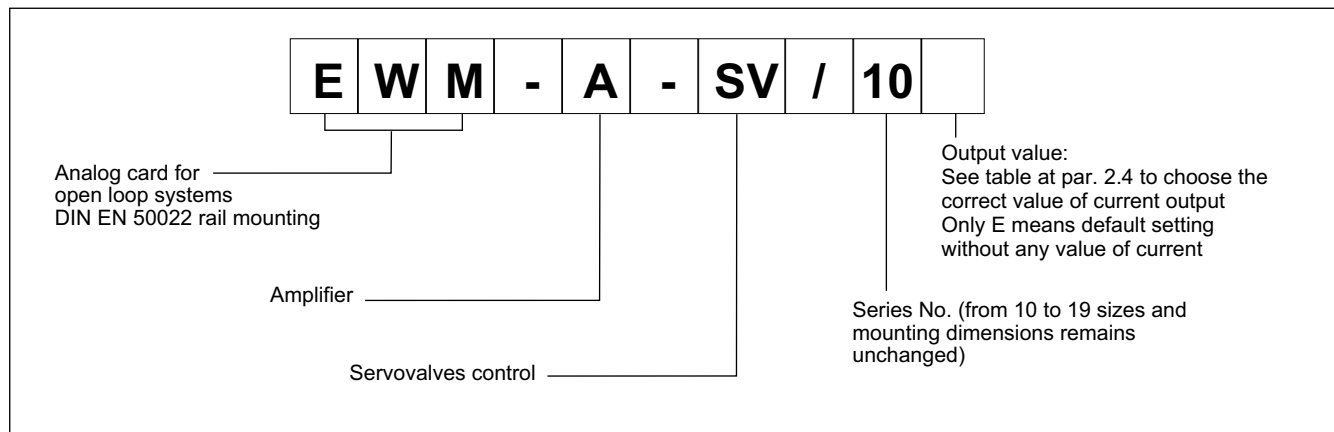 E W M - A - SV / 10
Analog card for
open loop systems
DIN EN 50022 rail mounting
Amplifier
Servovalves control
Output value:
See table at par. 2.4 to choose the
correct value of current output
Only E means default setting
without any value of current
Series No. (from 10 to 19 sizes and
mounting dimensions remains
unchanged)